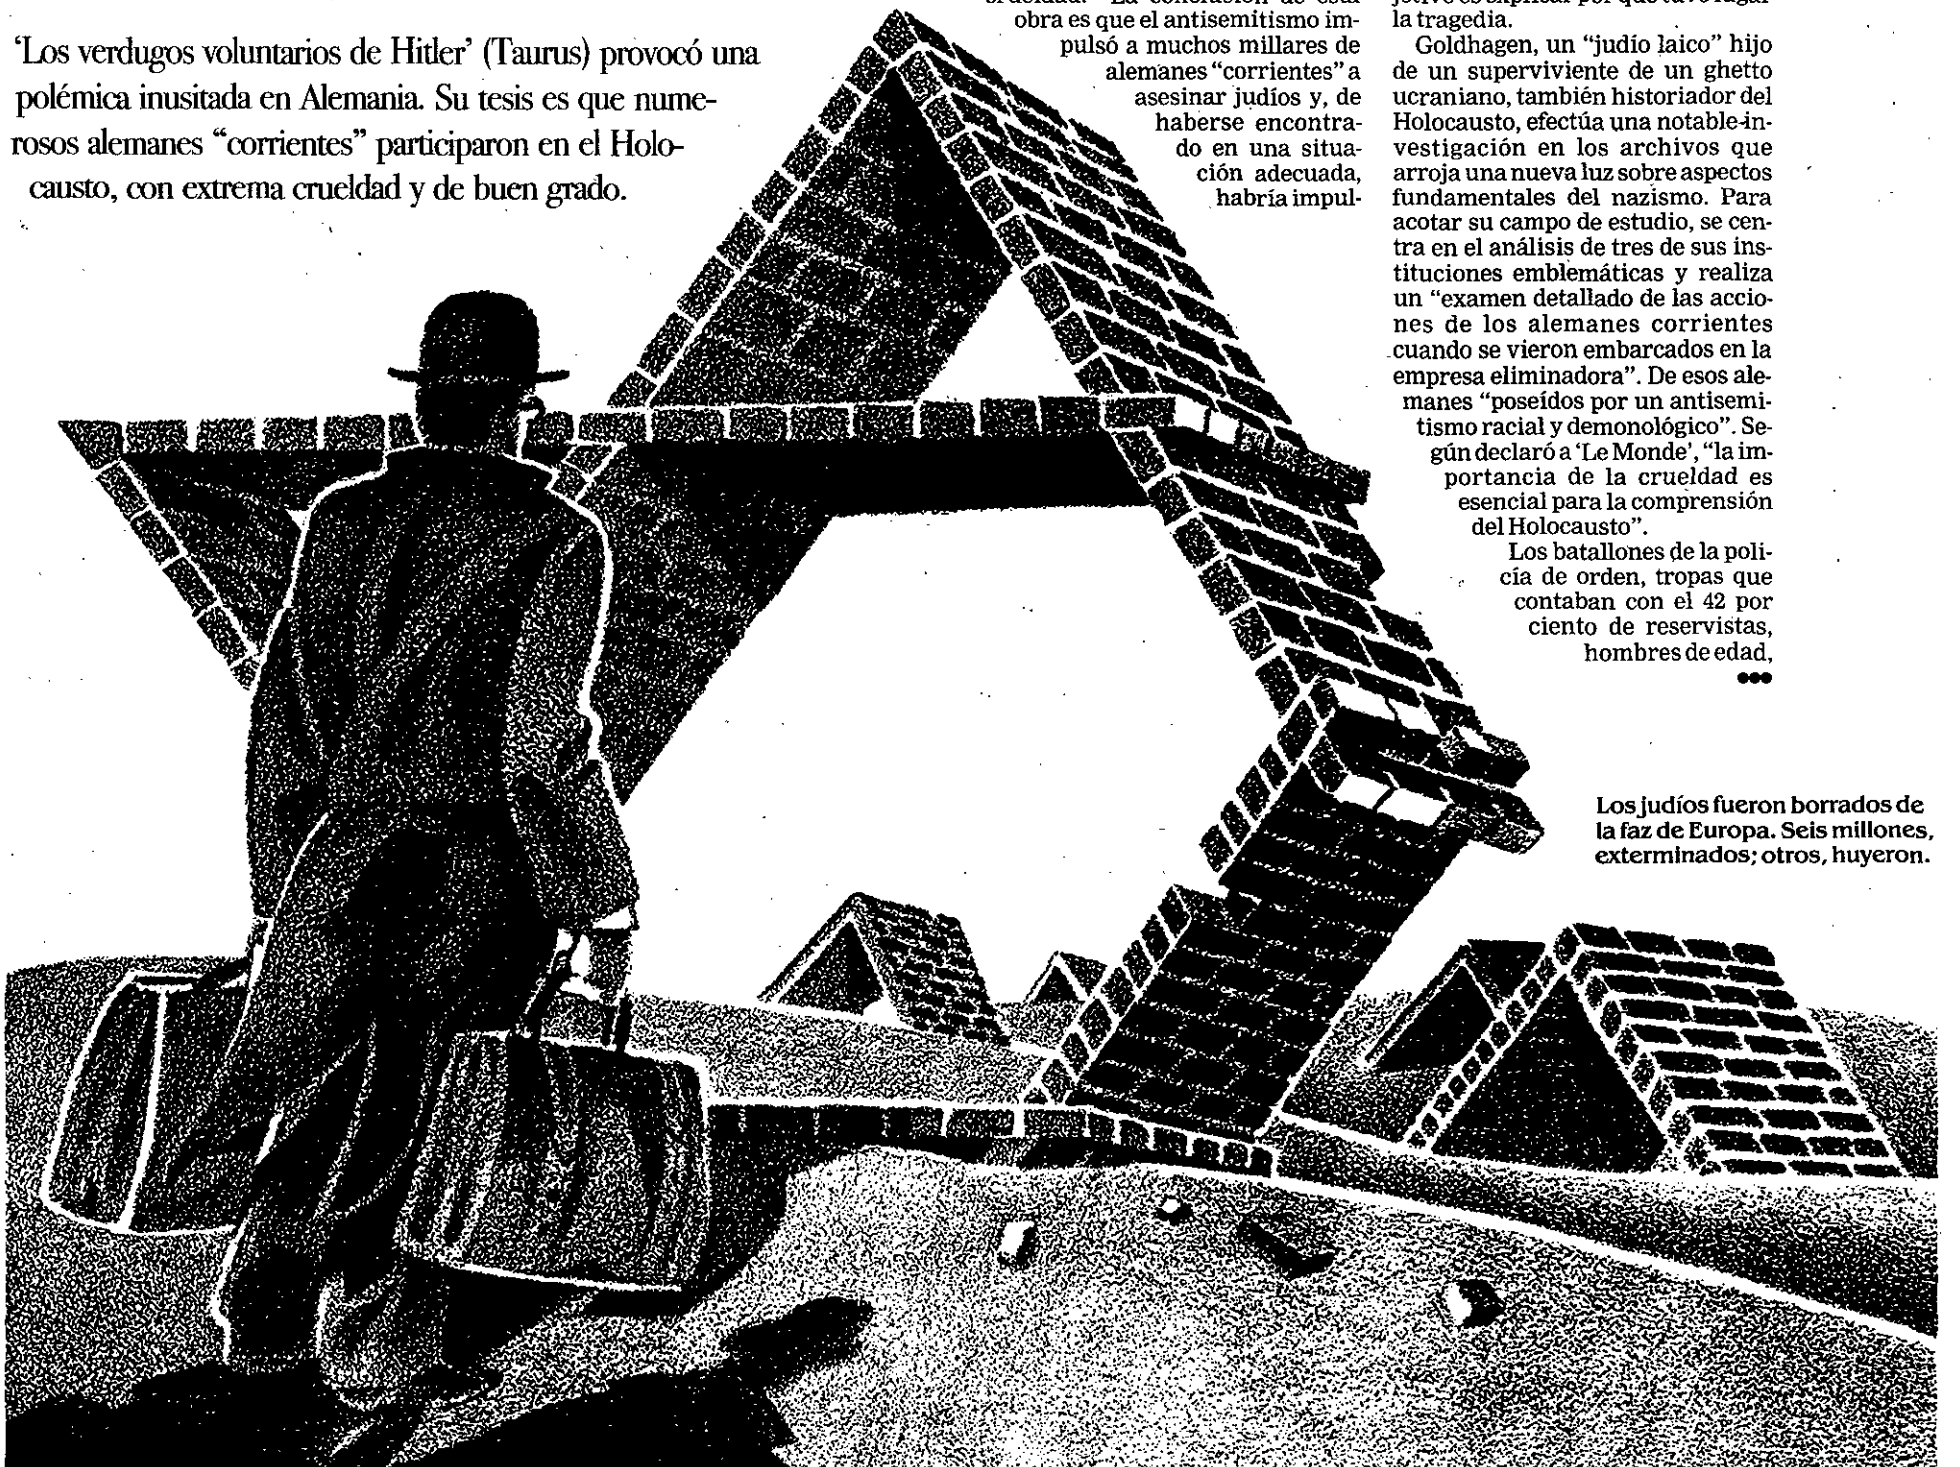 ‘Los verdugos voluntarios de Hitler’ (Taurus) provocó una
polémica inusitada en Alemania. Su tesis es que nume-
rosos alemanes “corrientes” participaron en el Holo-
causto, con extrema crueldad y de buen grado.
obra es que el antisemitismo im-
pulsó a muchos millares de
alemanes “corrientes” a
asesinar judíos y, de
haberse encontra-
do en una situa-
ción adecuada,
habría impul-
la tragedia.
Goldhagen, un “judío laico” hijo
de un superviviente de un ghetto
ucraniano, también historiador del
Holocausto, efectúa una notable in-
vestigación en los archivos que
arroja una nueva luz sobre aspectos
fundamentales del nazismo. Para
acotar su campo de estudio, se cen-
tra en el análisis de tres de sus ins-
tituciones emblemáticas y realiza
un “examen detallado de las accio-
nes de los alemanes corrientes
cuando se vieron embarcados en la
empresa eliminadora”. De esos ale-
manes “poseídos por un antisemi-
tismo racial y demonológico”. Se-
gún declaró a ‘Le Monde’, “la im-
portancia de la crueldad es
esencial para la comprensión
del Holocausto”.
Los batallones de la poli-
cía de orden, tropas que
contaban con el 42 por
ciento de reservistas,
hombres de edad,
●●●
Los judíos fueron borrados de
la faz de Europa. Seis millones,
exterminados; otros, huyeron.